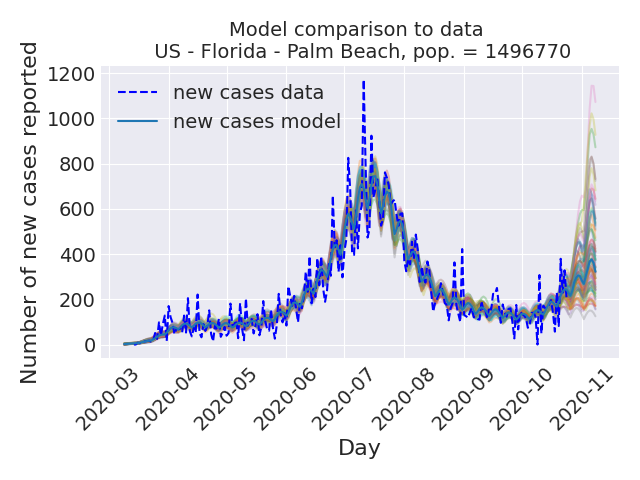 Model comparison to data
US - Florida - Palm Beach, pop. = 1496770
Number of new cases reported
1200
1000
800
600
400
200
0
new cases data
new cases model
2020-03
2020-04
2020-05
2020-06
2020-07
2020-08
2020-09
2020-10
2020-11
Day